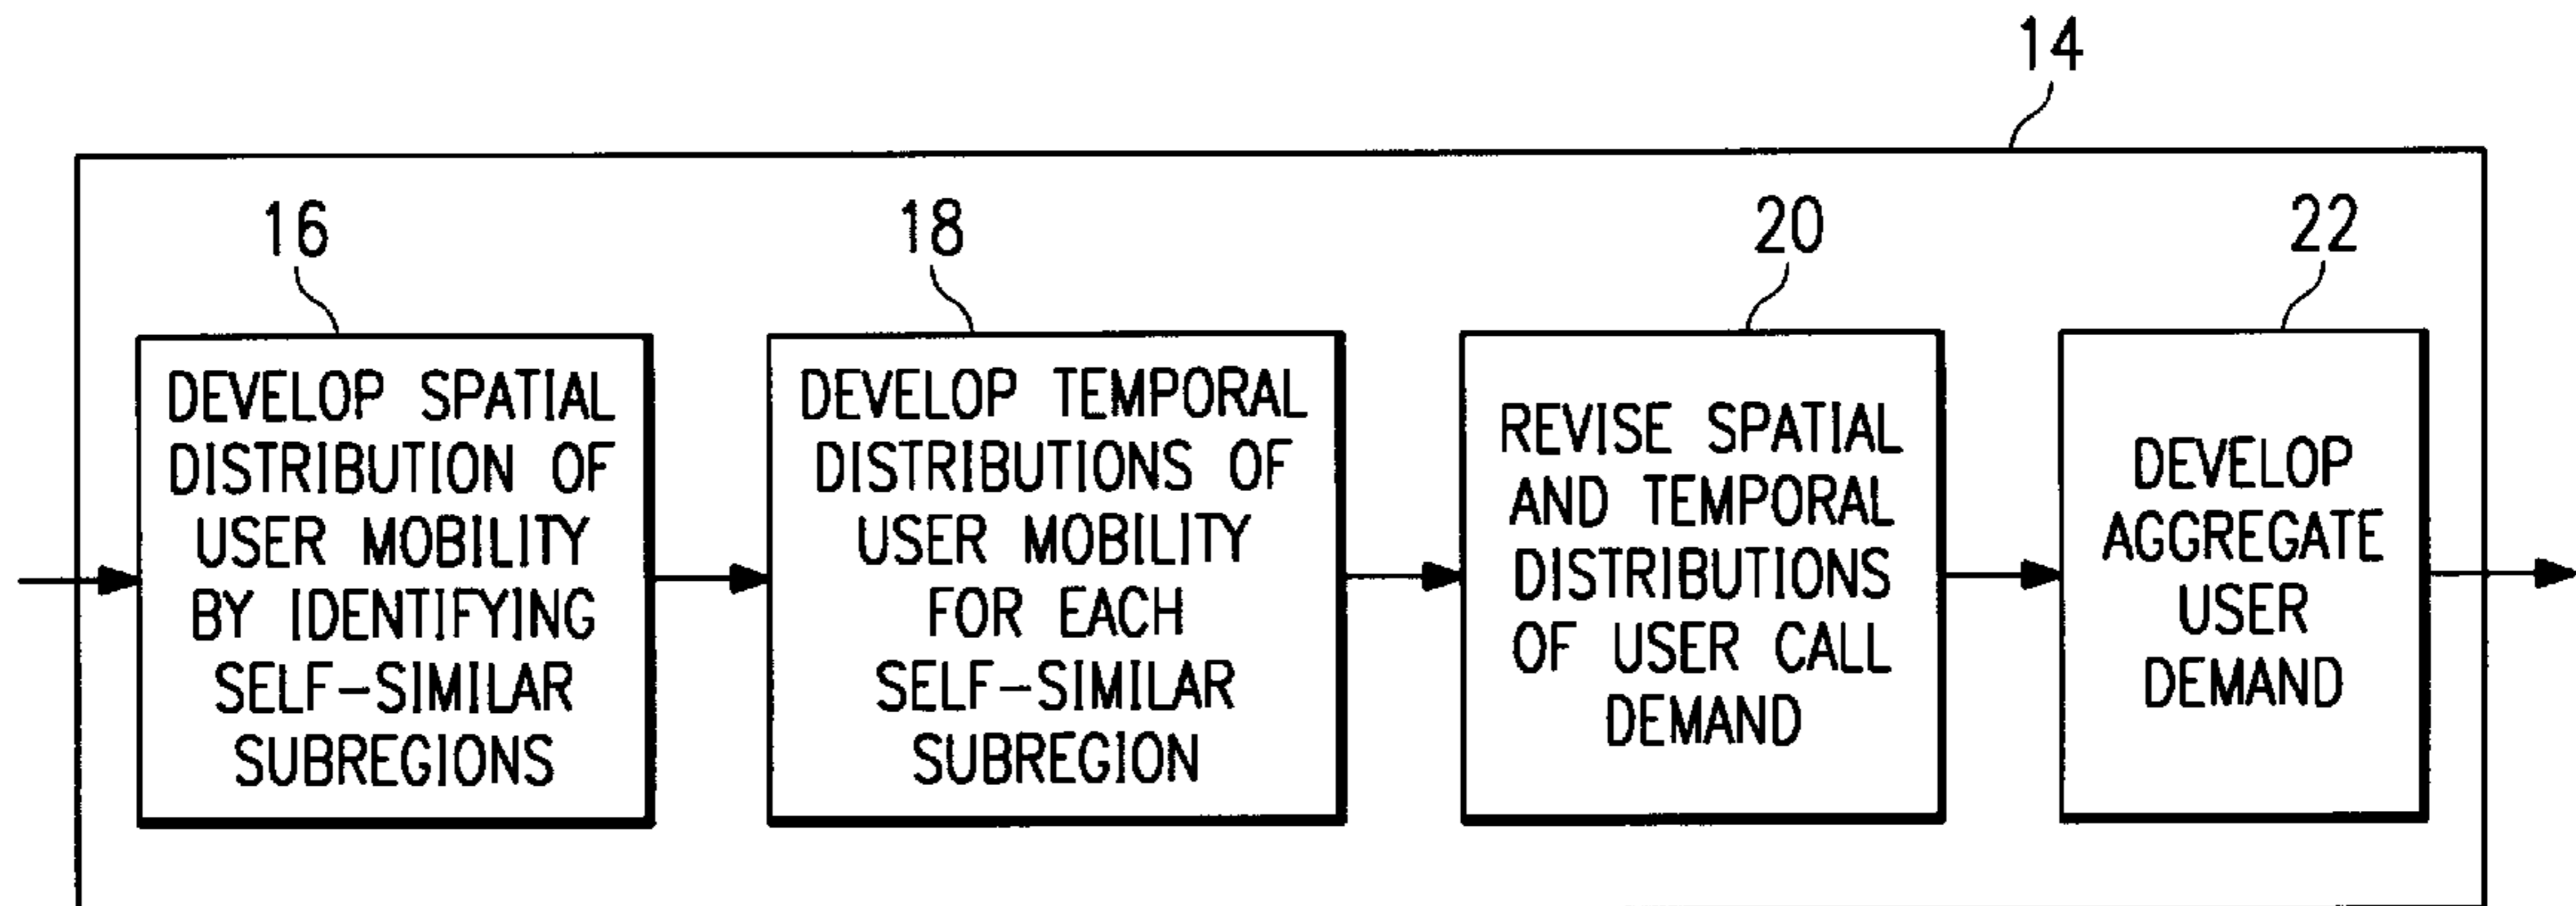 14
16
18
20
22
DEVELOP SPATIAL
DISTRIBUTION OF
USER MOBILITY
BY IDENTIFYING
SELF-SIMILAR
SUBREGIONS
DEVELOP TEMPORAL
DISTRIBUTIONS OF
USER MOBILITY
FOR EACH
SELF-SIMILAR
SUBREGION
REVISE SPATIAL
AND TEMPORAL
DISTRIBUTIONS
OF USER CALL
DEMAND
DEVELOP
AGGREGATE
USER
DEMAND